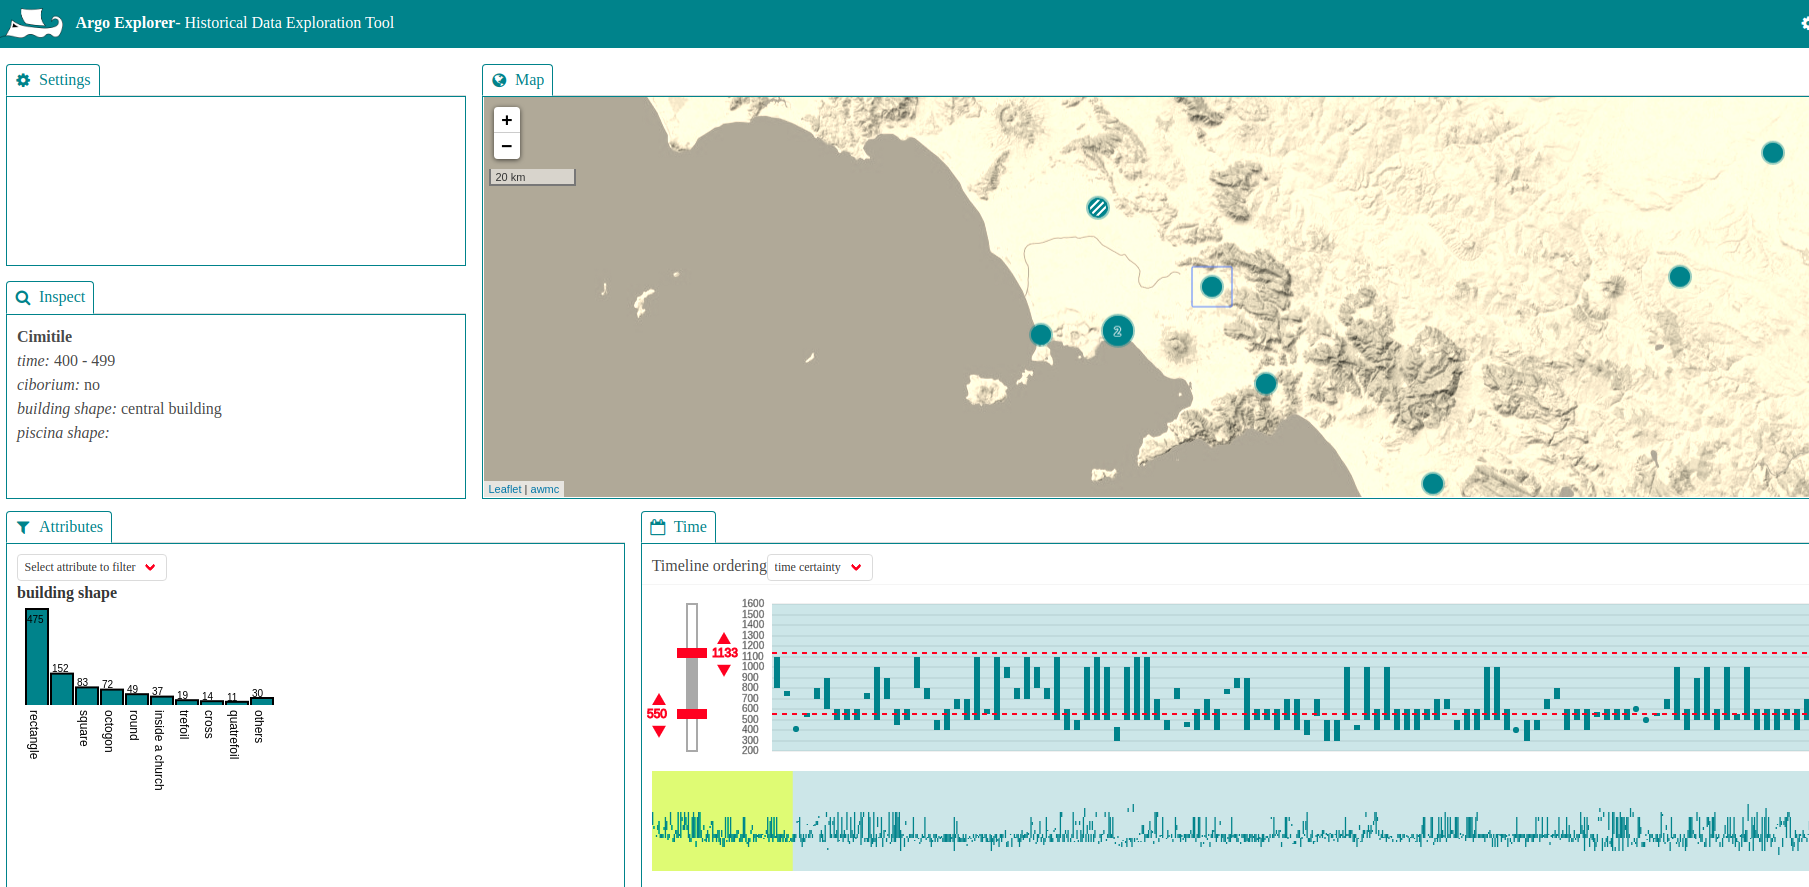 Argo Explorer- Historical Data Exploration Tool
Settings
Map
+
−
20 km
2
Leaflet | awmc
Inspect
Cimitile
time: 400 - 499
ciborium: no
building shape: central building
piscina shape:
Attributes
Select attribute to filter
building shape
475
152
83
72
49
37
19
14
11
30
rectangle
square
octogon
round
inside a church
trefoil
cross
quatrefoil
others
Time
Timeline ordering time certainty
1133
550
1600
1500
1400
1300
1200
1100
1000
900
800
700
600
500
400
300
200